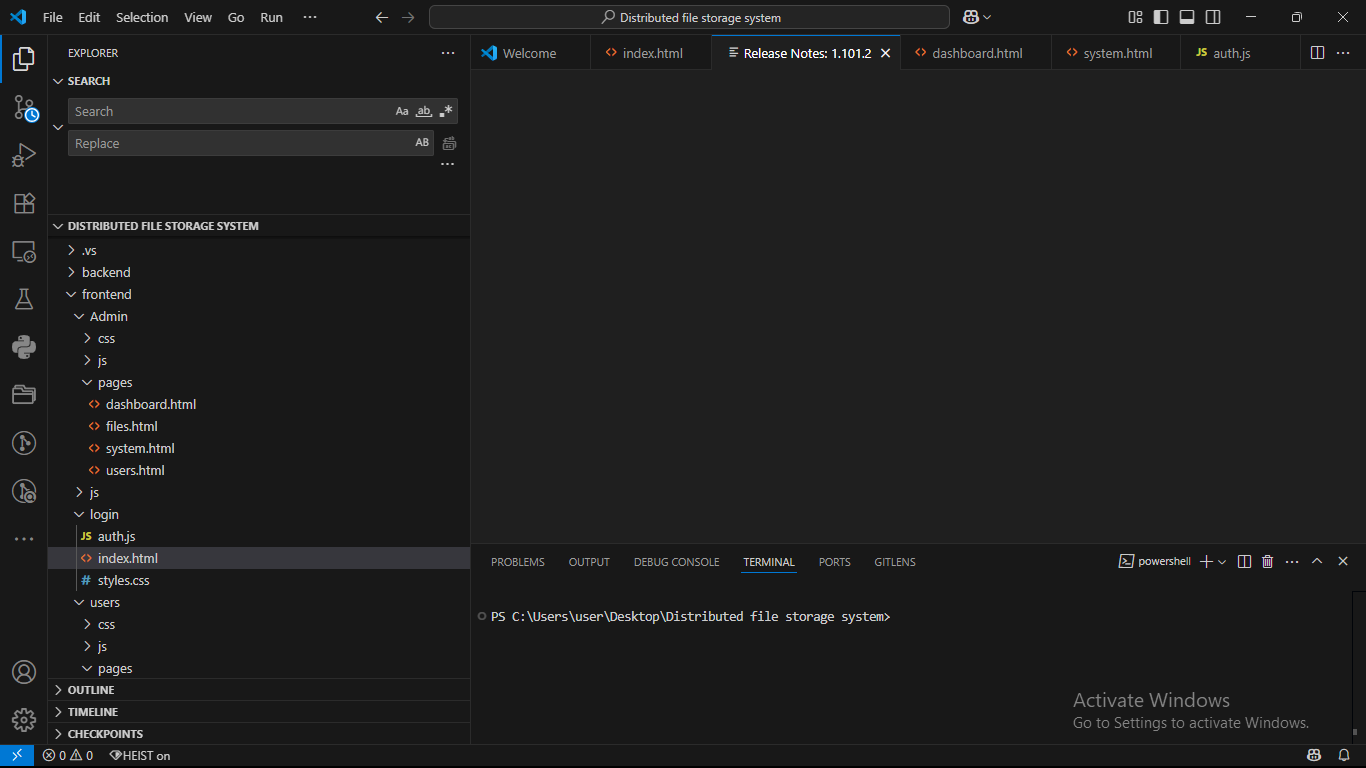 File Edit Selection View Go Run ···
Distributed file storage system
EXPLORER
Welcome
index.html
Release Notes: 1.101.2
dashboard.html
system.html
JS auth.js
SEARCH
Search Aa ab
Replace AB
DISTRIBUTED FILE STORAGE SYSTEM
.vs
backend
frontend
Admin
css
js
pages
dashboard.html
files.html
system.html
users.html
js
login
JS auth.js
index.html
# styles.css
users
css
js
pages
OUTLINE
TIMELINE
CHECKPOINTS
PROBLEMS OUTPUT DEBUG CONSOLE TERMINAL PORTS GITLENS
powershell
PS C:\Users\user\Desktop\Distributed file storage system>
Activate Windows
Go to Settings to activate Windows.
0 0 HEIST on